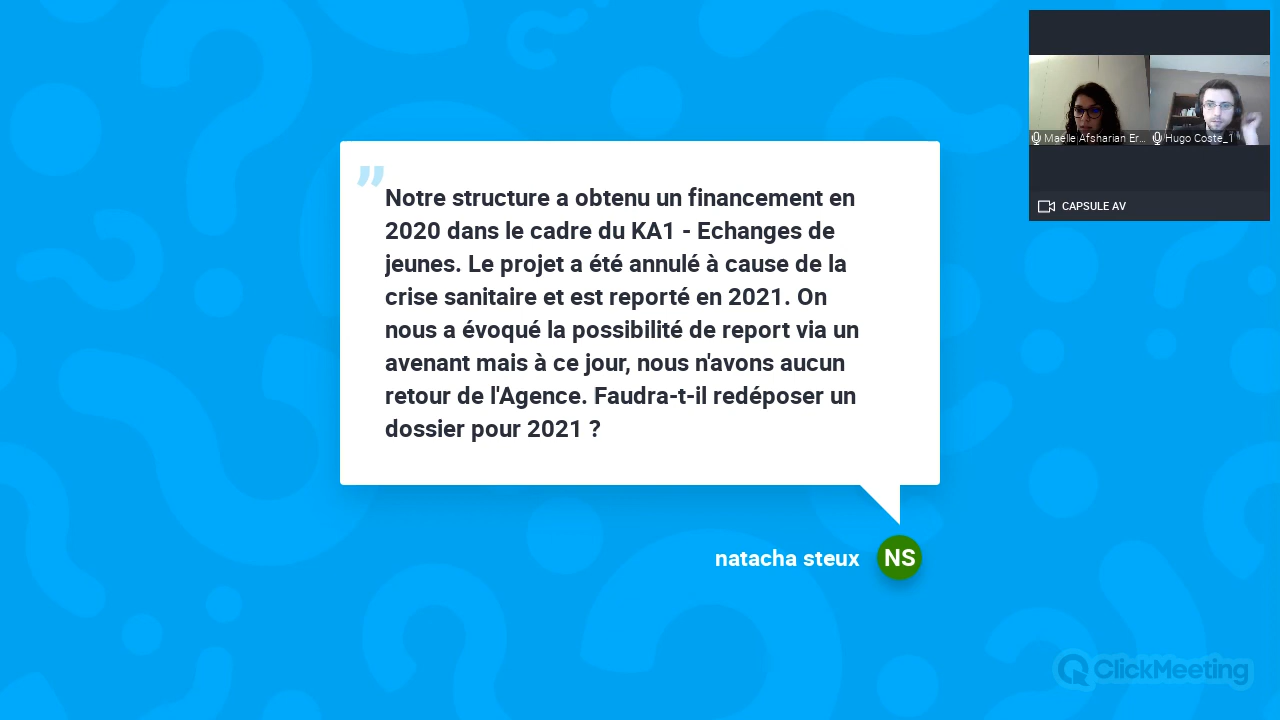 Notre structure a obtenu un financement en
2020 dans le cadre du KA1 - Echanges de
jeunes. Le projet a été annulé à cause de la
crise sanitaire et est reporté en 2021. On
nous a évoqué la possibilité de report via un
avenant mais à ce jour, nous n'avons aucun
retour de l'Agence. Faudra-t-il redéposer un
dossier pour 2021 ?
natacha steux
NS
Maëlle Afsharian Er...
Hugo Coste_1
CAPSULE AV
ClickMeeting